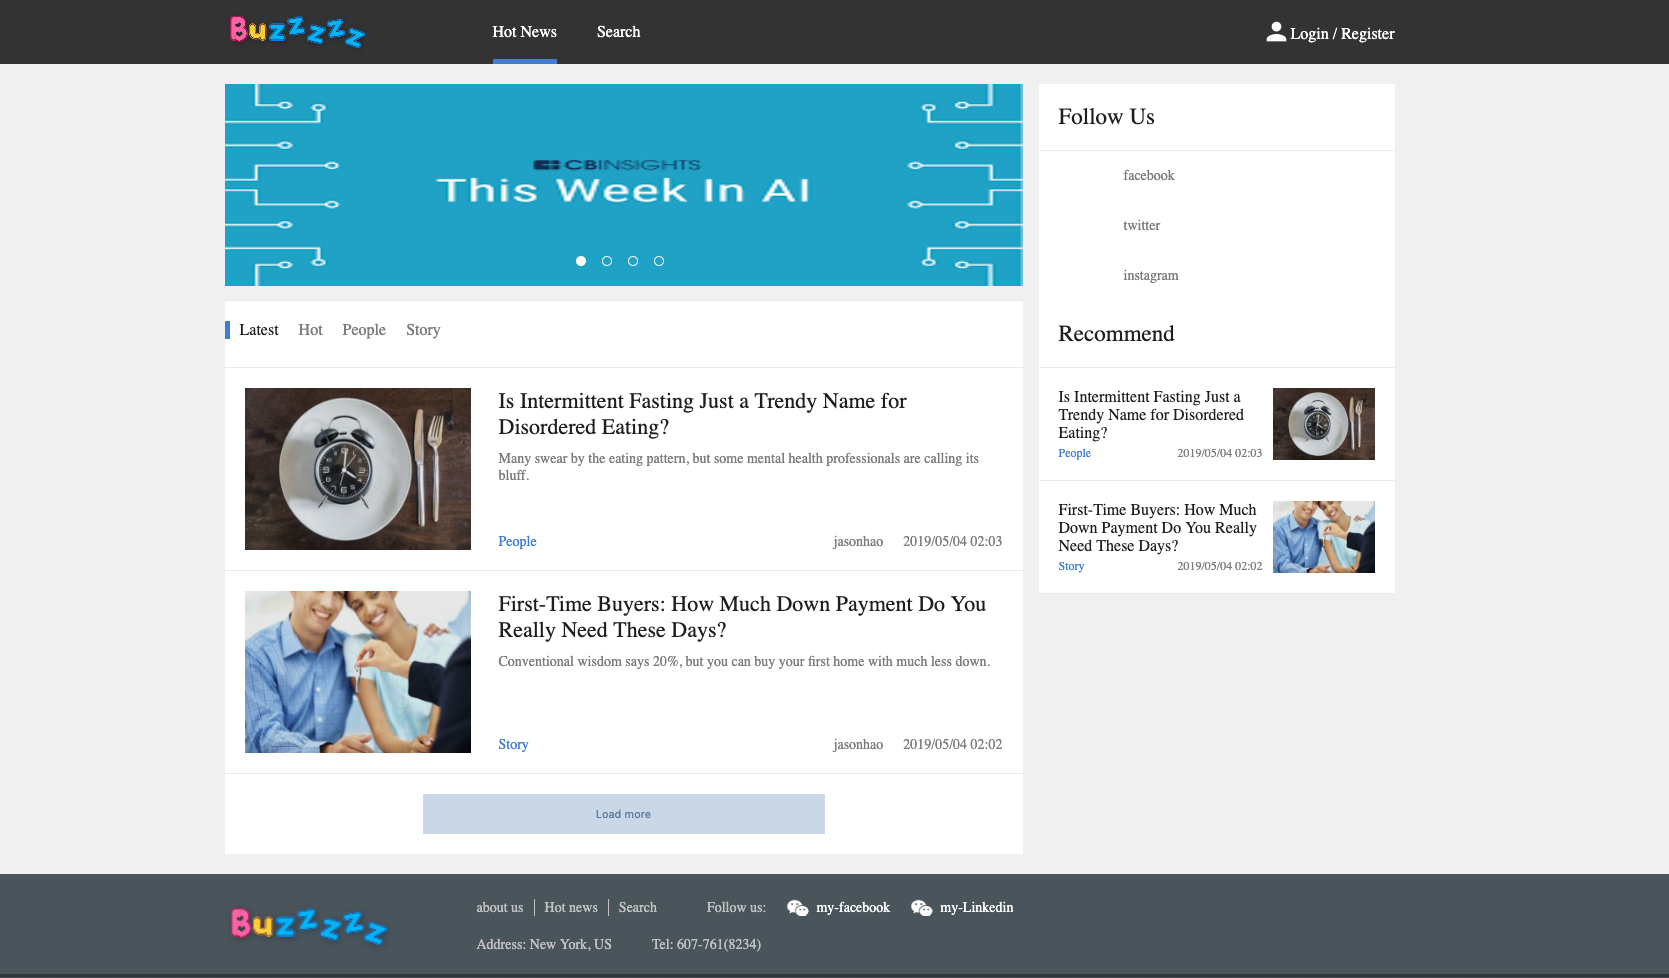 Buzzzzz
Hot News
Search
Login / Register
CBINSIGHTS
This Week In AI
Latest
Hot
People
Story
Is Intermittent Fasting Just a Trendy Name for
Disordered Eating?
Many swear by the eating pattern, but some mental health professionals are calling its
bluff.
People
jasonhao
2019/05/04 02:03
First-Time Buyers: How Much Down Payment Do You
Really Need These Days?
Conventional wisdom says 20%, but you can buy your first home with much less down.
Story
jasonhao
2019/05/04 02:02
Load more
Follow Us
facebook
twitter
instagram
Recommend
Is Intermittent Fasting Just a
Trendy Name for Disordered
Eating?
People
2019/05/04 02:03
First-Time Buyers: How Much
Down Payment Do You Really
Need These Days?
Story
2019/05/04 02:02
Buzzzzz
about us
Hot news
Search
Follow us:
my-facebook
my-Linkedin
Address: New York, US
Tel: 607-761(8234)